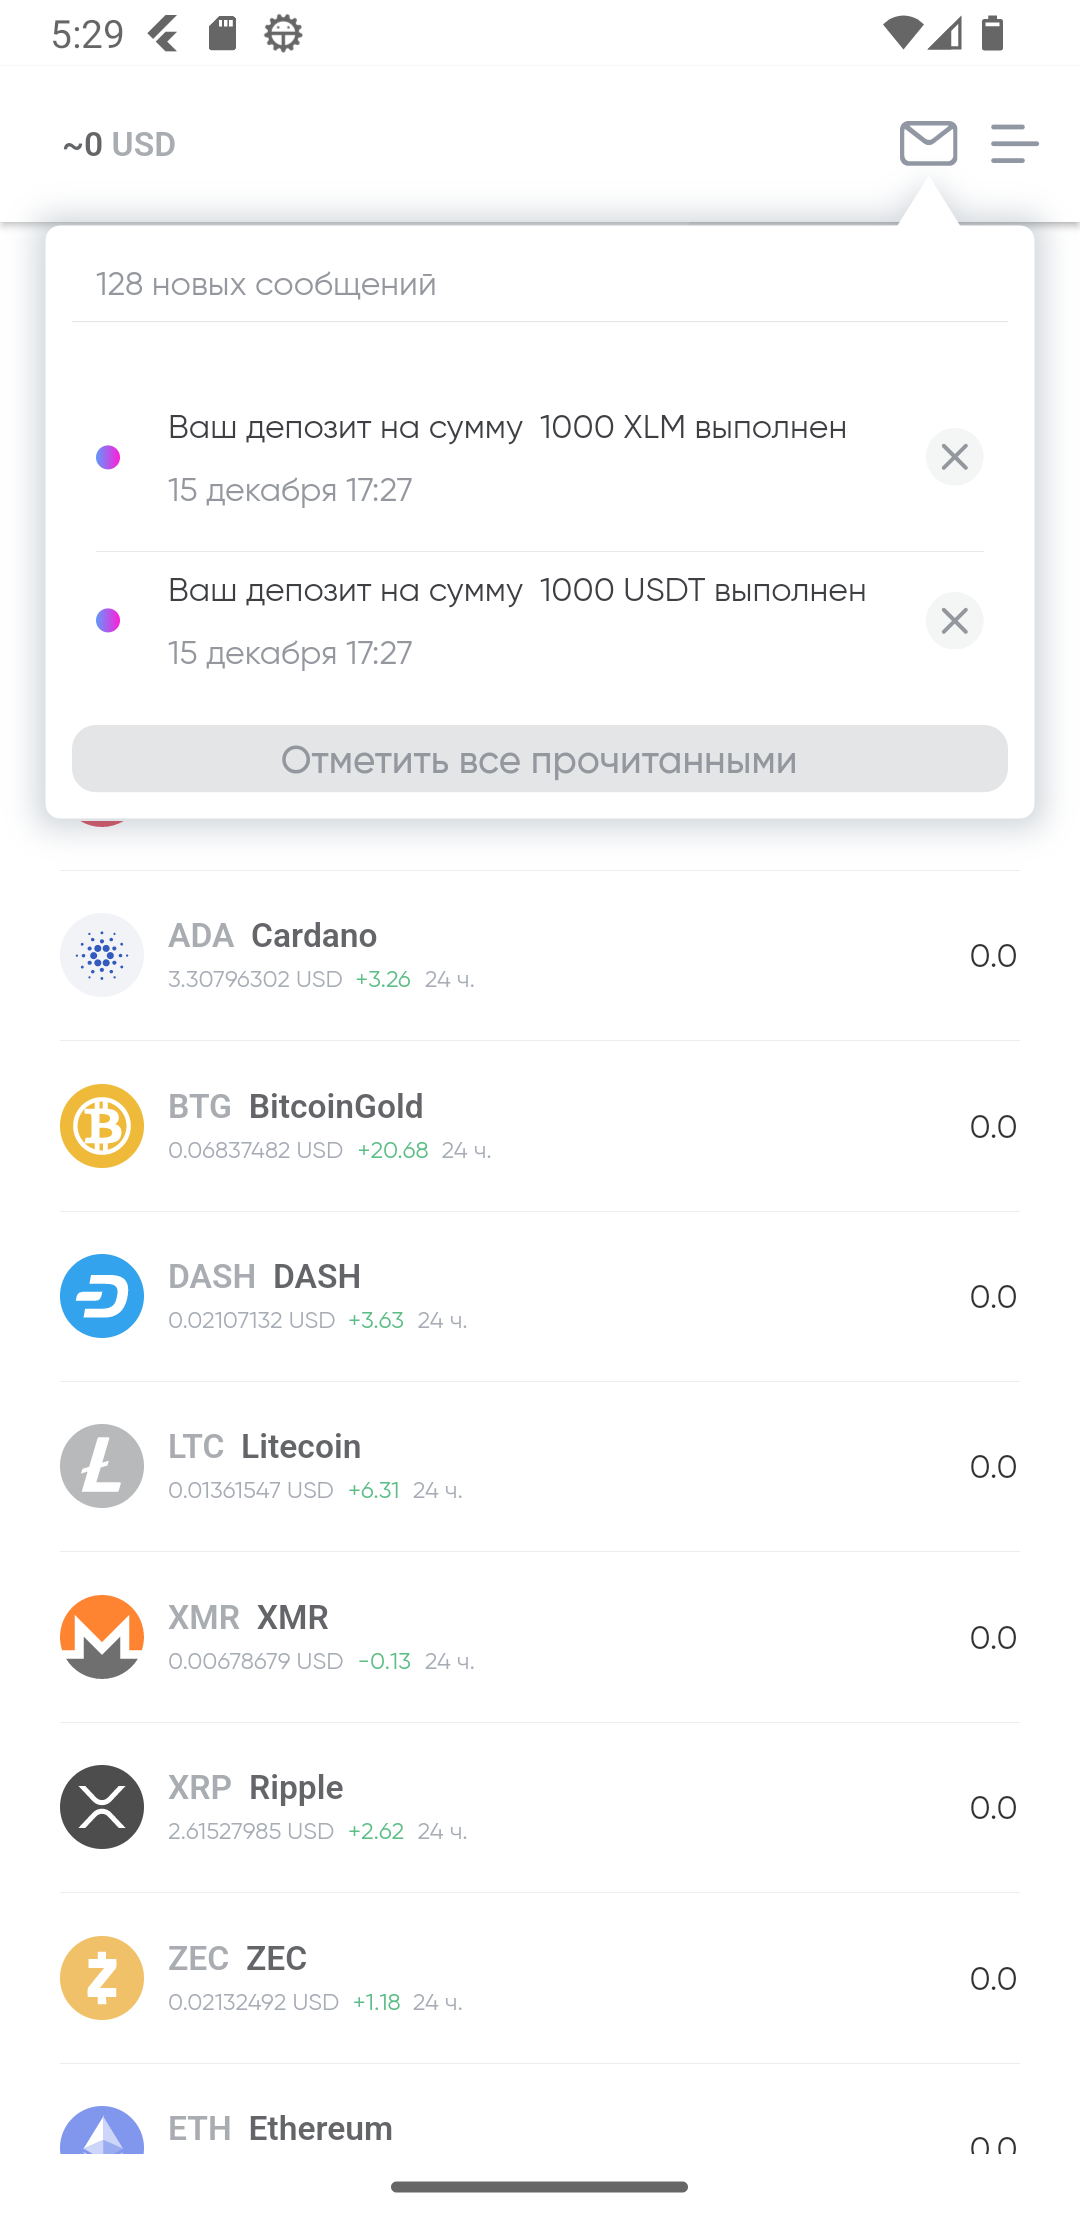 5:29
~0 USD
128 новых сообщений
Ваш депозит на сумму 1000 XLM выполнен
15 декабря 17:27
Ваш депозит на сумму 1000 USDT выполнен
15 декабря 17:27
Отметить все прочитанными
ADA Cardano
3.30796302 USD +3.26 24 ч.
0.0
BTG BitcoinGold
0.06837482 USD +20.68 24 ч.
0.0
DASH DASH
0.02107132 USD +3.63 24 ч.
0.0
LTC Litecoin
0.01361547 USD +6.31 24 ч.
0.0
XMR XMR
0.00678679 USD -0.13 24 ч.
0.0
XRP Ripple
2.61527985 USD +2.62 24 ч.
0.0
ZEC ZEC
0.02132492 USD +1.18 24 ч.
0.0
ETH Ethereum
0.0